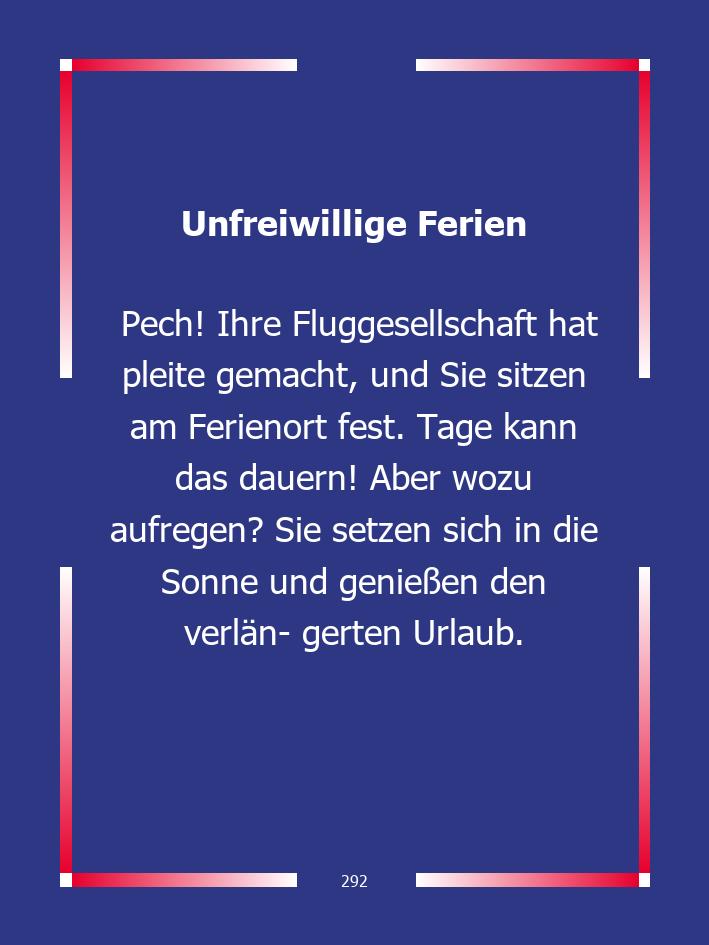 Unfreiwillige Ferien
Pech! Ihre Fluggesellschaft hat
pleite gemacht, und Sie sitzen
am Ferienort fest. Tage kann
das dauern! Aber wozu
aufregen? Sie setzen sich in die
Sonne und genießen den
verlän- gerten Urlaub.
292